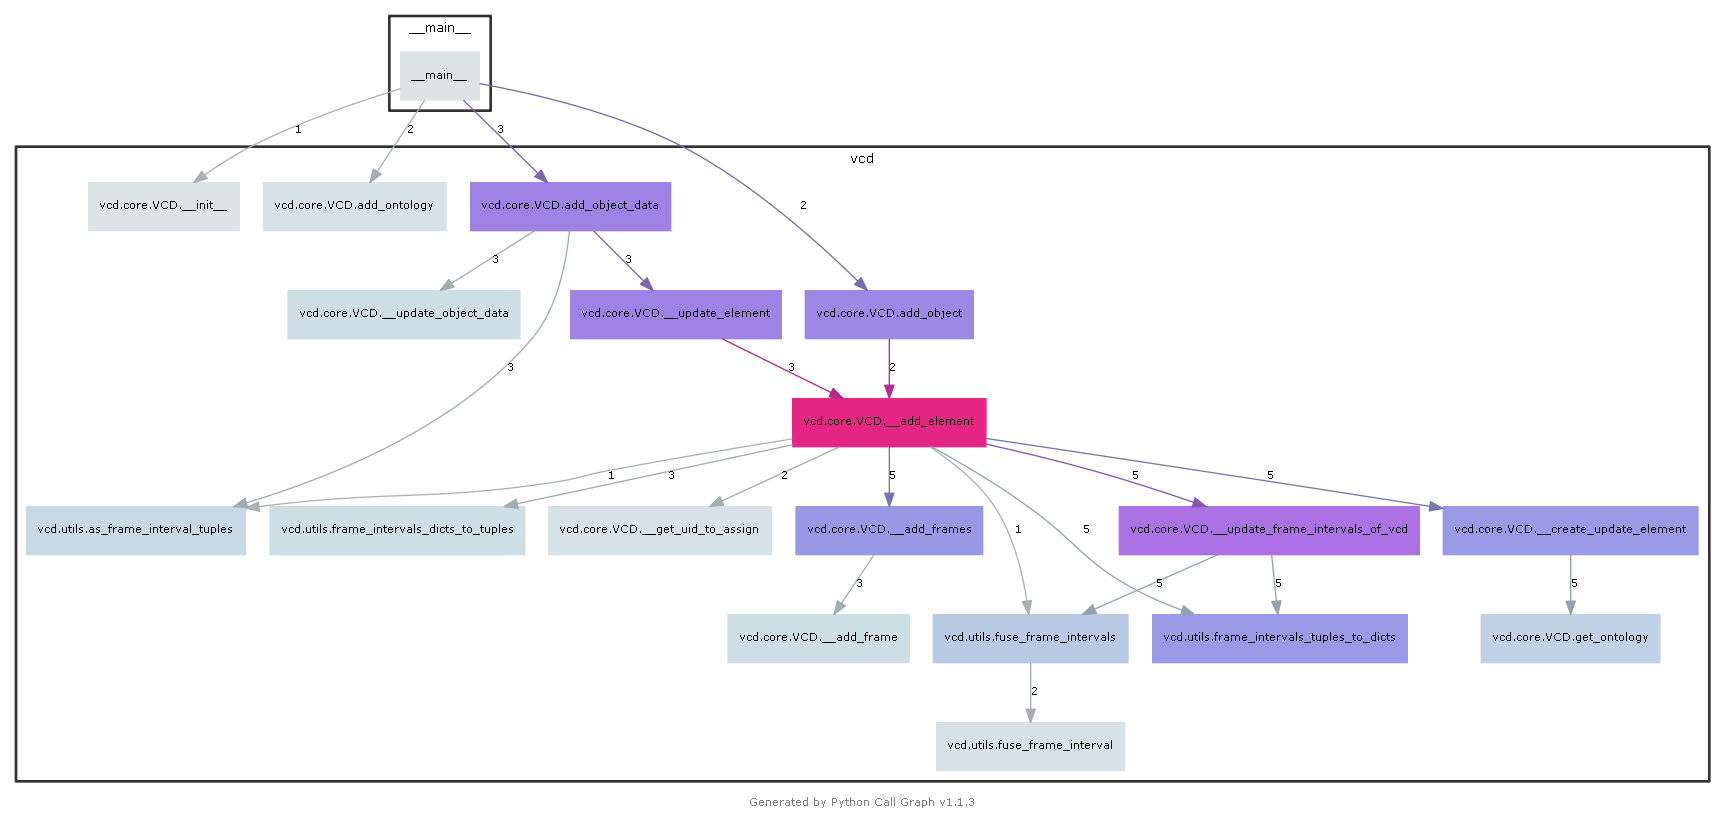 __main__
__main__
1
2
3
2
vcd
vcd.core.VCD.__init__
vcd.core.VCD.add_ontology
vcd.core.VCD.add_object_data
3
3
vcd.core.VCD.__update_object_data
vcd.core.VCD.__update_element
vcd.core.VCD.add_object
3
3
2
vcd.core.VCD.__add_element
1
3
2
5
5
5
vcd.utils.as_frame_interval_tuples
vcd.utils.frame_intervals_dicts_to_tuples
vcd.core.VCD.__get_uid_to_assign
vcd.core.VCD.__add_frames
1
5
vcd.core.VCD.__update_frame_intervals_of_vcd
vcd.core.VCD.__create_update_element
3
5
5
5
vcd.core.VCD.__add_frame
vcd.utils.fuse_frame_intervals
vcd.utils.frame_intervals_tuples_to_dicts
vcd.core.VCD.get_ontology
2
vcd.utils.fuse_frame_interval
Generated by Python Call Graph v1.1.3